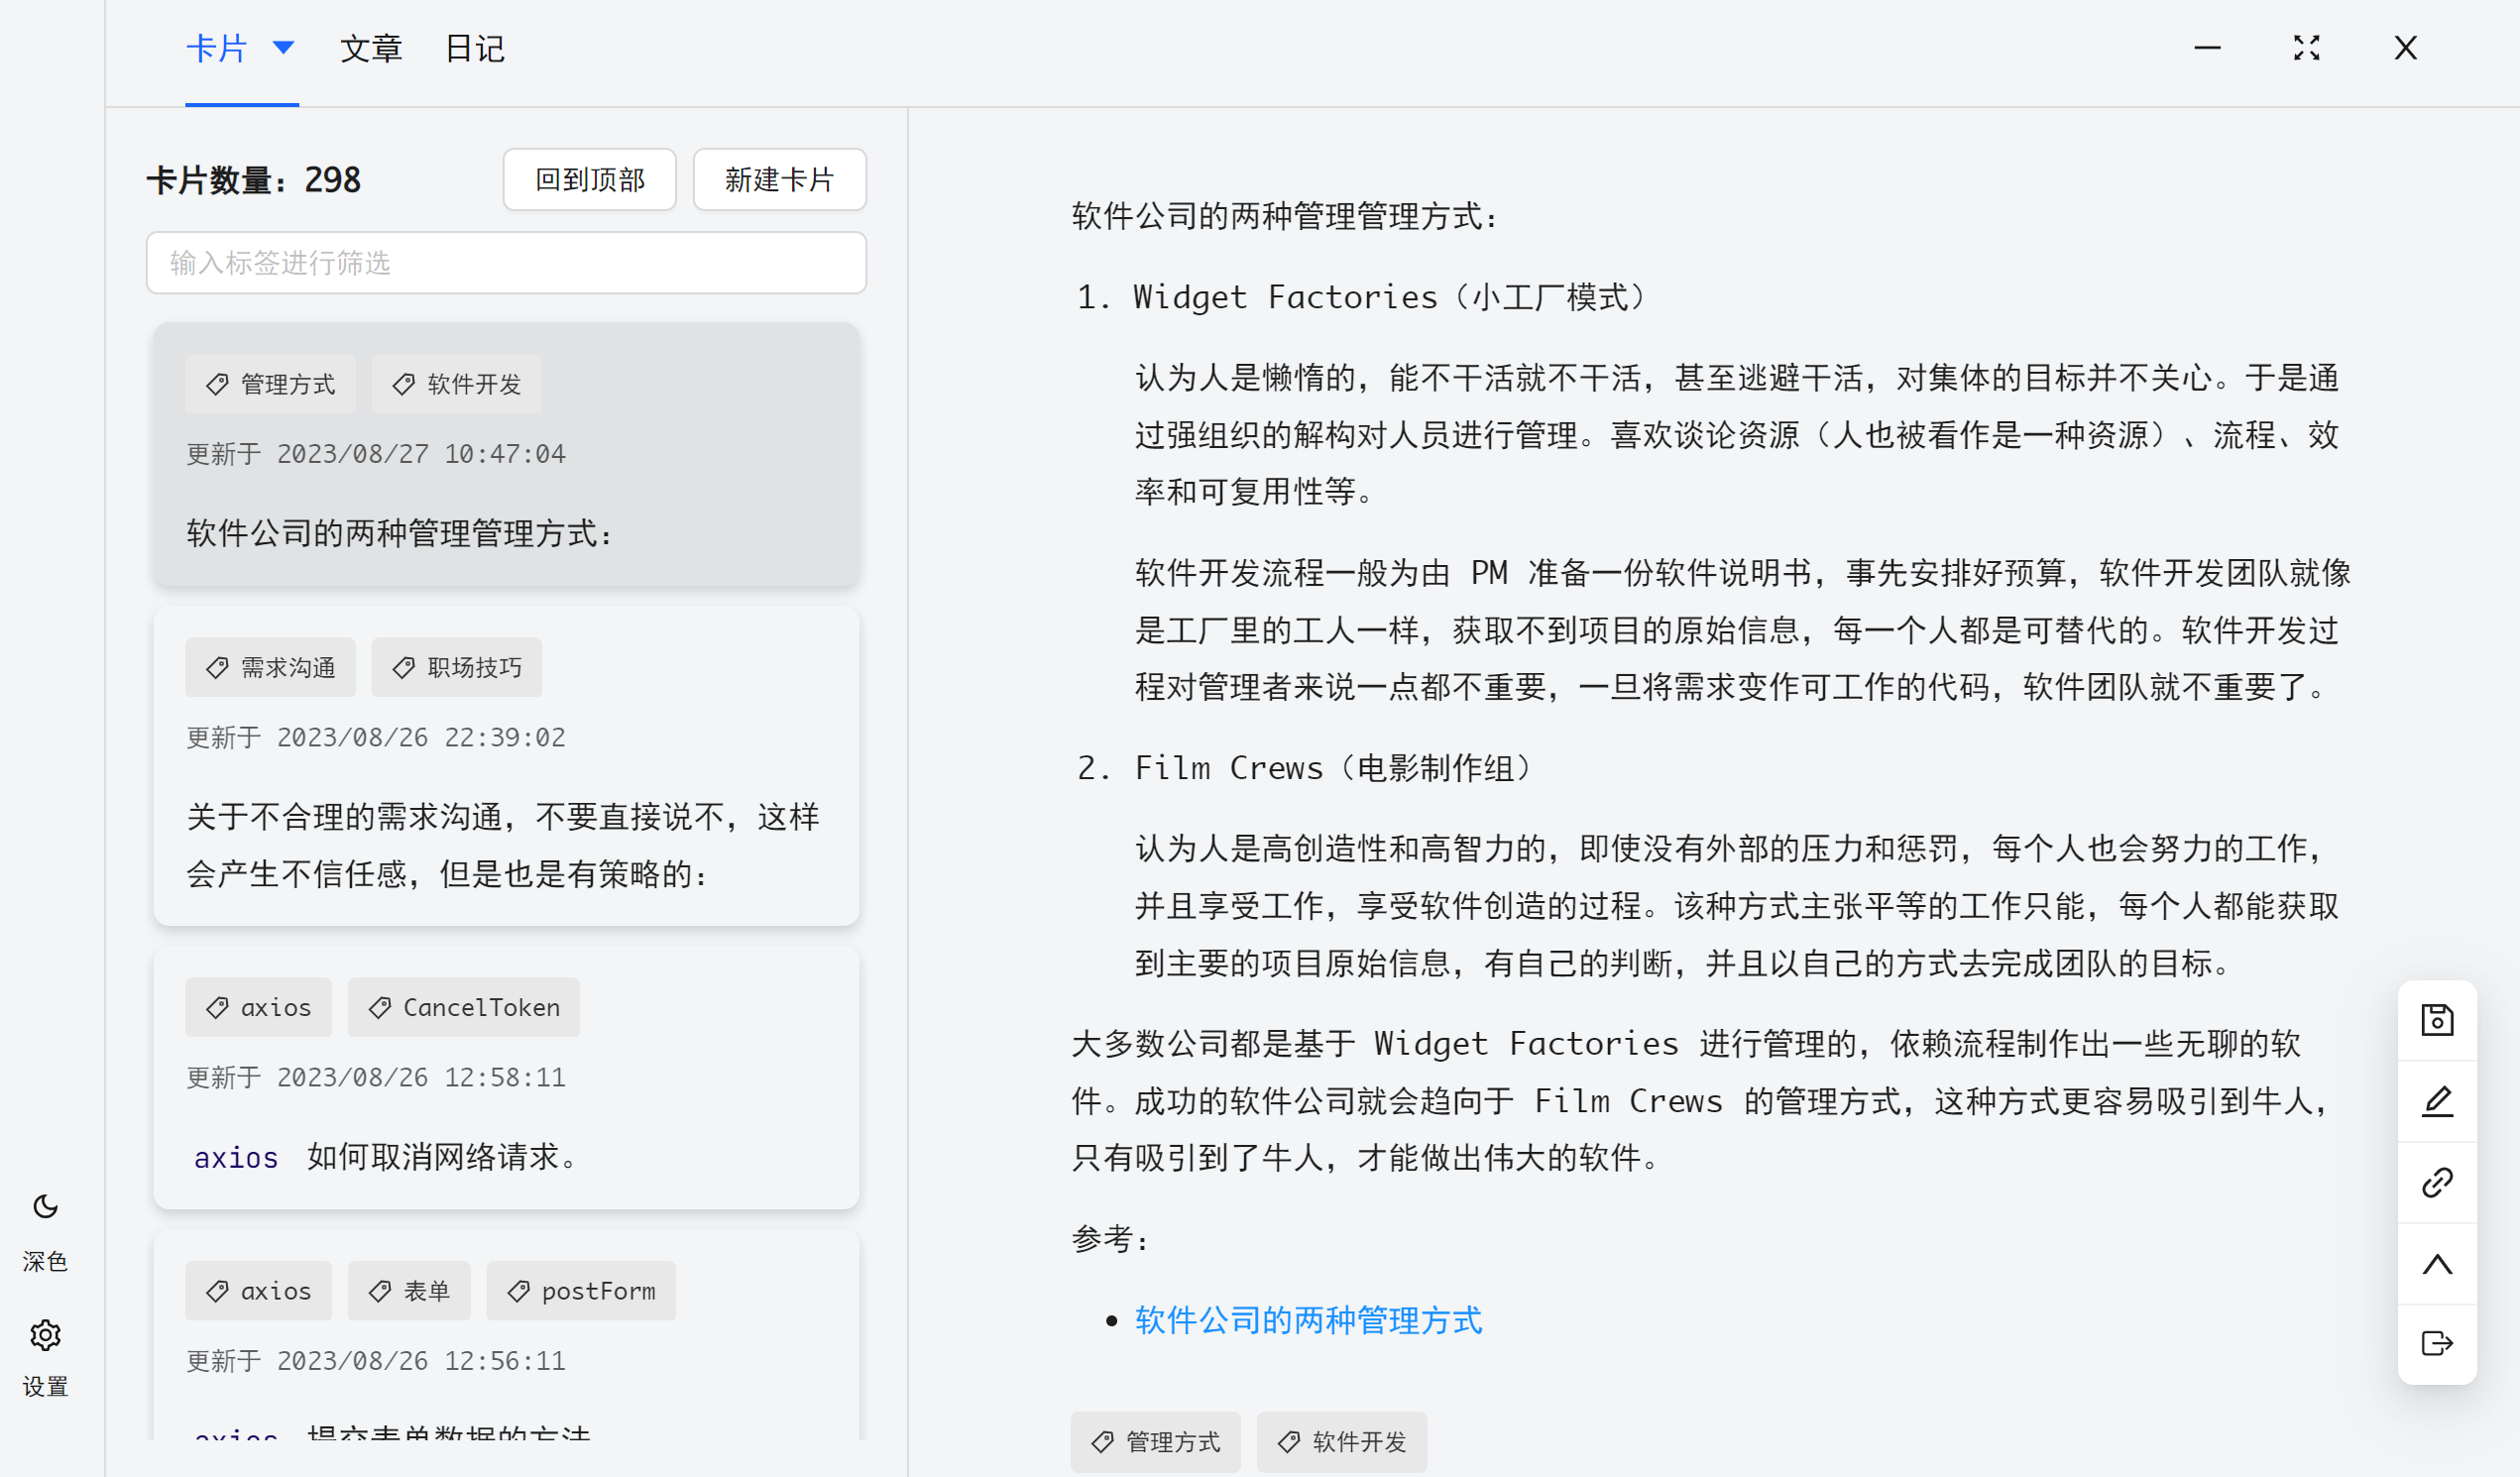 卡片 文章 日记
卡片数量：298 回到顶部 新建卡片
输入标签进行筛选
管理方式 软件开发
更新于 2023/08/27 10:47:04
软件公司的两种管理管理方式：
需求沟通 职场技巧
更新于 2023/08/26 22:39:02
关于不合理的需求沟通，不要直接说不，这样
会产生不信任感，但是也是有策略的：
axios CancelToken
更新于 2023/08/26 12:58:11
axios 如何取消网络请求。
axios 表单 postForm
更新于 2023/08/26 12:56:11
axios 提交表单数据的方法
深色
设置
软件公司的两种管理管理方式：
1. Widget Factories（小工厂模式）
认为人是懒惰的，能不干活就不干活，甚至逃避干活，对集体的目标并不关心。于是通
过强组织的解构对人员进行管理。喜欢谈论资源（人也被看作是一种资源）、流程、效
率和可复用性等。
软件开发流程一般为由 PM 准备一份软件说明书，事先安排好预算，软件开发团队就像
是工厂里的工人一样，获取不到项目的原始信息，每一个人都是可替代的。软件开发过
程对管理者来说一点都不重要，一旦将需求变作可工作的代码，软件团队就不重要了。
2. Film Crews（电影制作组）
认为人是高创造性和高智力的，即使没有外部的压力和惩罚，每个人也会努力的工作，
并且享受工作，享受软件创造的过程。该种方式主张平等的工作只能，每个人都能获取
到主要的项目原始信息，有自己的判断，并且以自己的方式去完成团队的目标。
大多数公司都是基于 Widget Factories 进行管理的，依赖流程制作出一些无聊的软
件。成功的软件公司就会趋向于 Film Crews 的管理方式，这种方式更容易吸引到牛人，
只有吸引到了牛人，才能做出伟大的软件。
参考：
• 软件公司的两种管理方式
管理方式 软件开发